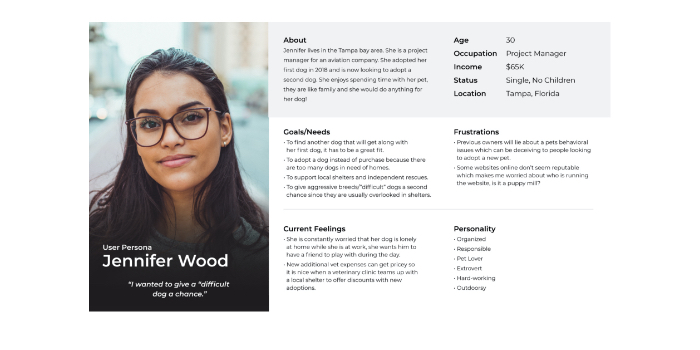 User Persona
Jennifer Wood
"I wanted to give a "difficult
dog a chance."
About
Jennifer lives in the Tampa bay area. She is a project
manager for an aviation company. She adopted her
first dog in 2018 and is now looking to adopt a
second dog. She enjoys spending time with her pet,
they are like family and she would do anything for
her dog!
Age 30
Occupation Project Manager
Income $65K
Status Single, No Children
Location Tampa, Florida
Goals/Needs
• To find another dog that will get along with
her first dog, it has to be a great fit.
• To adopt a dog instead of purchase because there
are too many dogs in need of homes.
• To support local shelters and independent rescues.
• To give aggressive breeds/"difficult" dogs a second
chance since they are usually overlooked in shelters.
Frustrations
• Previous owners will lie about a pets behavioral
issues which can be deceiving to people looking
to adopt a new pet.
• Some websites online don't seem reputable
which makes me worried about who is running
the website, is it a puppy mill?
Current Feelings
• She is constantly worried that her dog is lonely
at home while she is at work, she wants him to
have a friend to play with during the day.
• New additional vet expenses can get pricey so
it is nice when a veterinary clinic teams up with
a local shelter to offer discounts with new
adoptions.
Personality
• Organized
• Responsible
• Pet Lover
• Extrovert
• Hard-working
• Outdoorsy